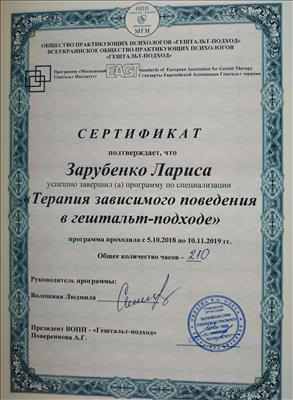 ОПП
МГИ
ОБЩЕСТВО ПРАКТИКУЮЩИХ ПСИХОЛОГОВ «ГЕШТАЛЬТ-ПОДХОД»
ВСЕУКРАИНСКОЕ ОБЩЕСТВО ПРАКТИКУЮЩИХ ПСИХОЛОГОВ
«ГЕШТАЛЬТ-ПОДХОД»
Программа «Московский Гештальт Институт»
EAGT
Standards of European Association for Gestalt Therapy
Стандарты Европейской Ассоциации Гештальт терапии
СЕРТИФИКАТ
подтверждает, что
Зарубенко Лариса
успешно завершил (а) программу по специализации
«Терапия зависимого поведения
в гештальт-подходе»
программа проходила с 5.10.2018 по 10.11.2019 гг.
Общее количество часов – 210
Руководитель программы:
Волошина Людмила
Президент ВОПП - «Гештальт-подход»
Повереннова А.Г.